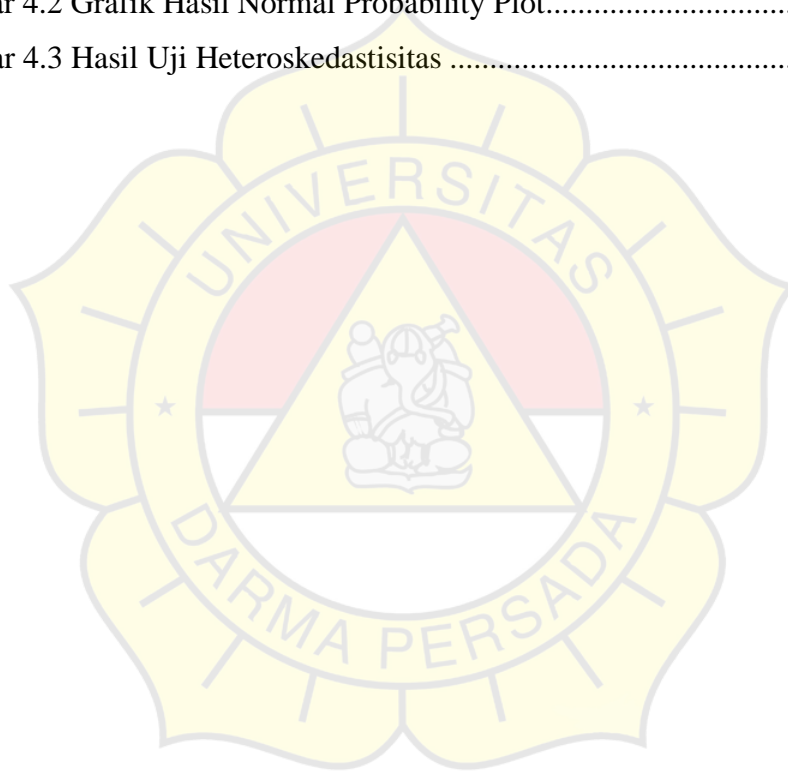 ar 4.2 Grafik Hasil Normal Probability Plot................................
ar 4.3 Hasil Uji Heteroskedastisitas .............................................
UNIVERSITAS
DARMA PERSADA